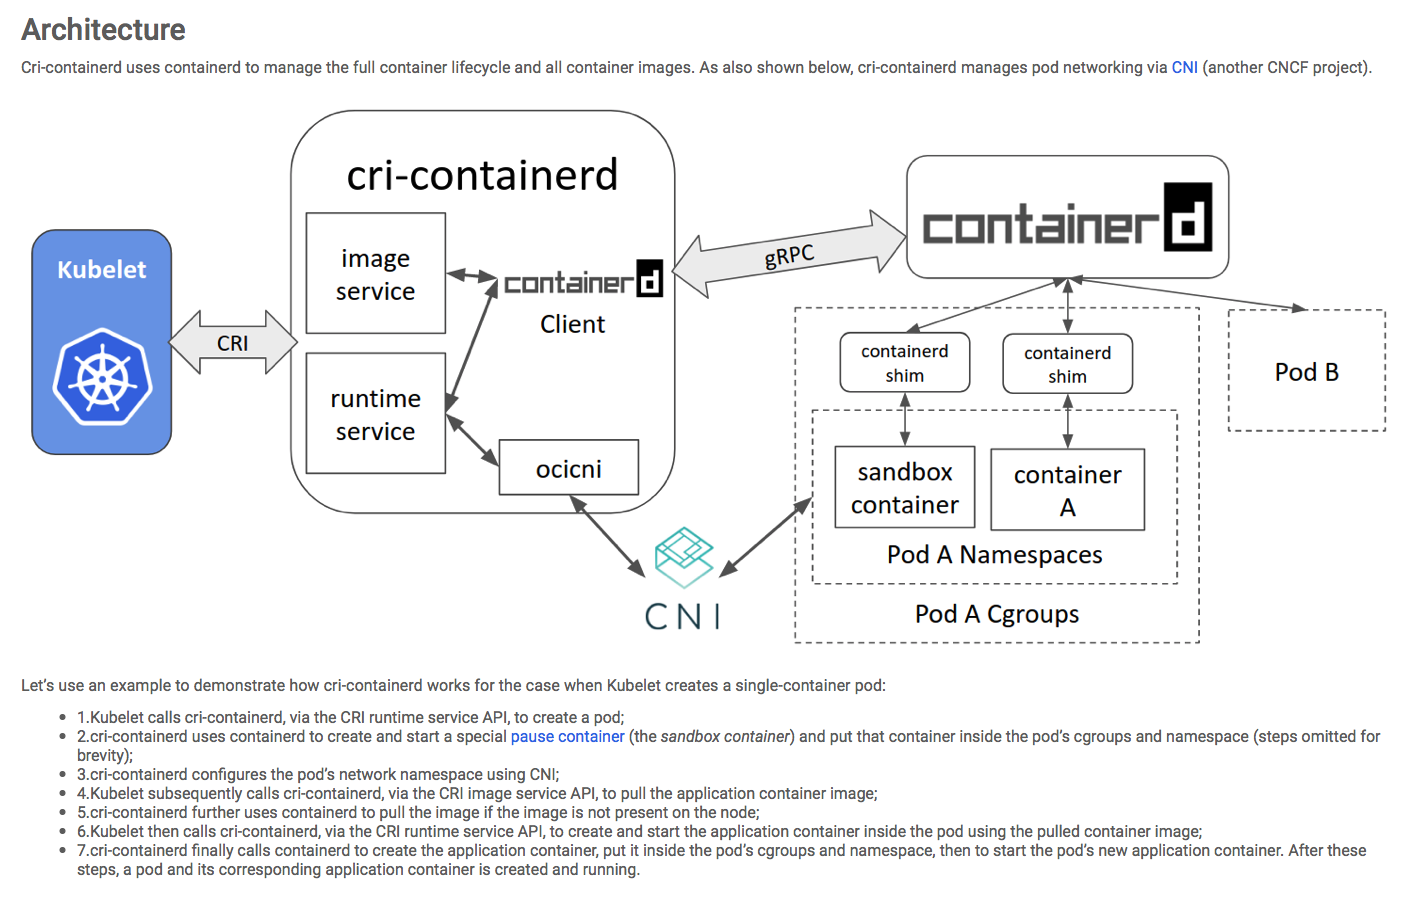 Architecture
Cri-containerd uses containerd to manage the full container lifecycle and all container images. As also shown below, cri-containerd manages pod networking via CNI (another CNCF project).
cri-containerd
Kubelet
CRI
image
service
runtime
service
containerd
Client
ocicni
gRPC
CNI
containerd
containerd
shim
containerd
shim
sandbox
container
container
A
Pod A Namespaces
Pod A Cgroups
Pod B
Let’s use an example to demonstrate how cri-containerd works for the case when Kubelet creates a single-container pod:
• 1.Kubelet calls cri-containerd, via the CRI runtime service API, to create a pod;
• 2.cri-containerd uses containerd to create and start a special pause container (the sandbox container) and put that container inside the pod’s cgroups and namespace (steps omitted for
brevity);
• 3.cri-containerd configures the pod’s network namespace using CNI;
• 4.Kubelet subsequently calls cri-containerd, via the CRI image service API, to pull the application container image;
• 5.cri-containerd further uses containerd to pull the image if the image is not present on the node;
• 6.Kubelet then calls cri-containerd, via the CRI runtime service API, to create and start the application container inside the pod using the pulled container image;
• 7.cri-containerd finally calls containerd to create the application container, put it inside the pod’s cgroups and namespace, then to start the pod’s new application container. After these
steps, a pod and its corresponding application container is created and running.